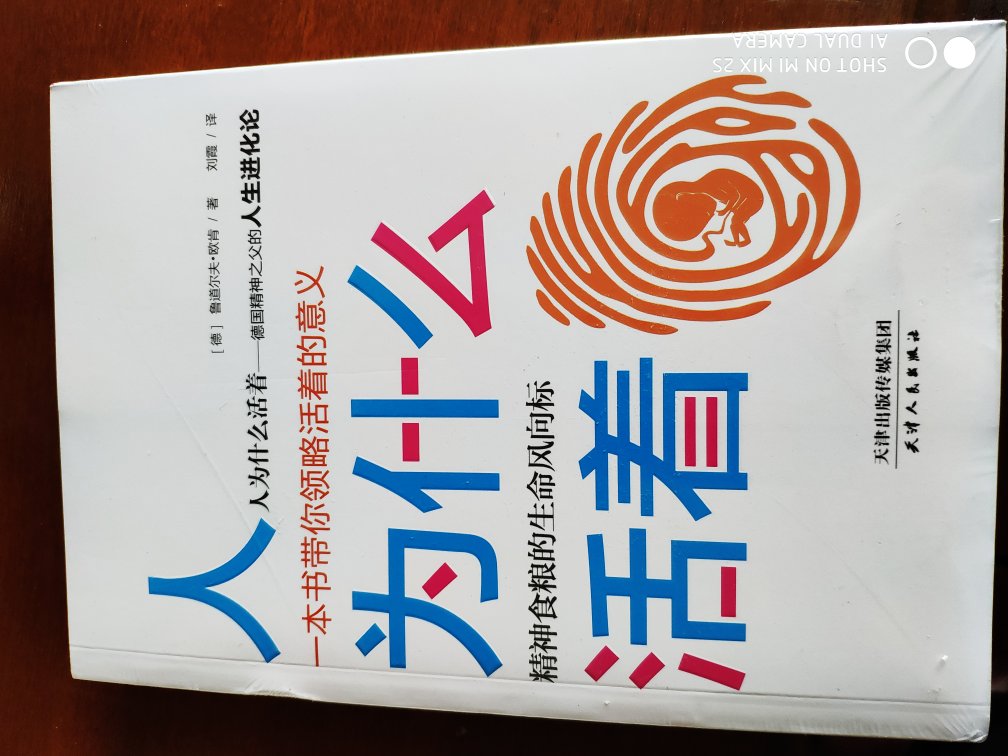 [德] 鲁道尔夫·欧肯 / 著 刘霞 / 译
人为什么活着——德国精神之父的人生进化论
一本书带你领略活着的意义
人
为什么
精神食粮的生命风向标
活着
天津出版传媒集团
天津人民出版社
SHOT ON MI MIX 2S
AI DUAL CAMERA